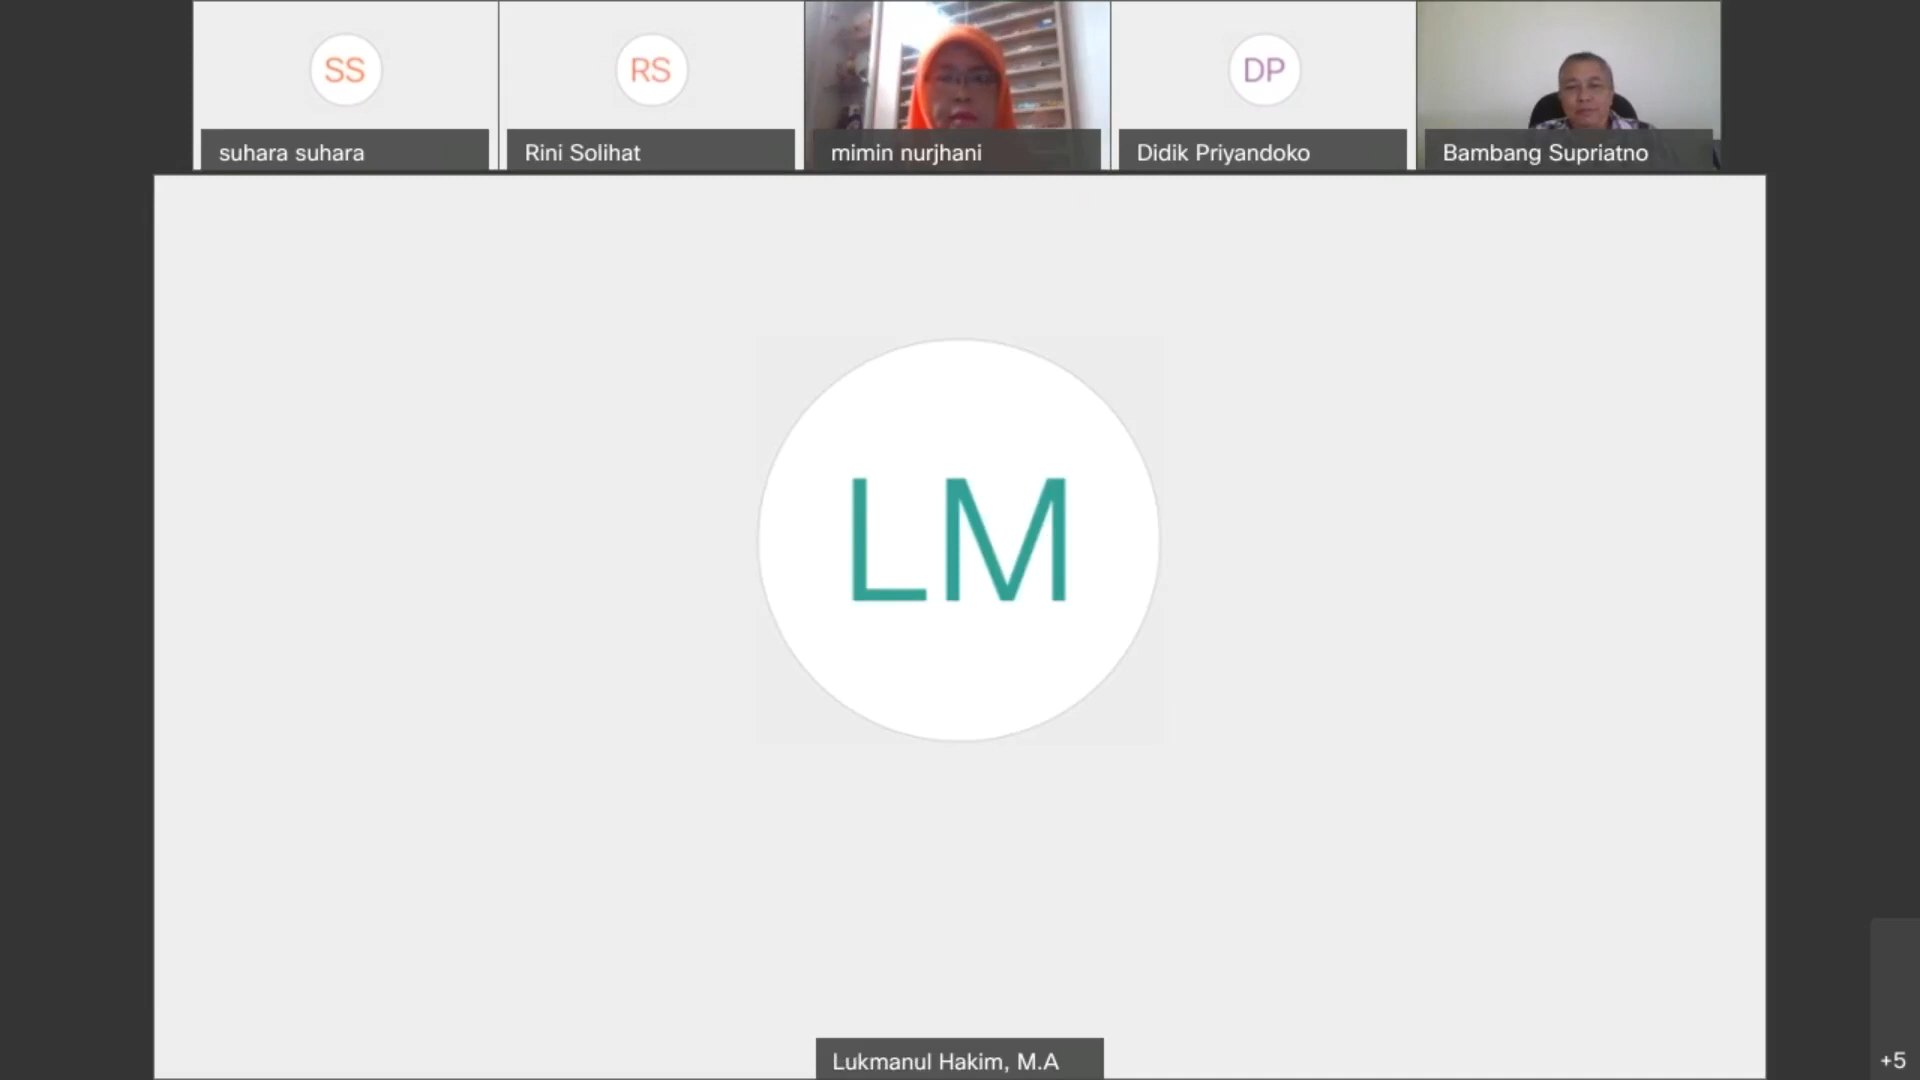 SS
RS
DP
suhara suhara
Rini Solihat
mimin nurjhani
Didik Priyandoko
Bambang Supriatno
LM
Lukmanul Hakim, M.A
+5